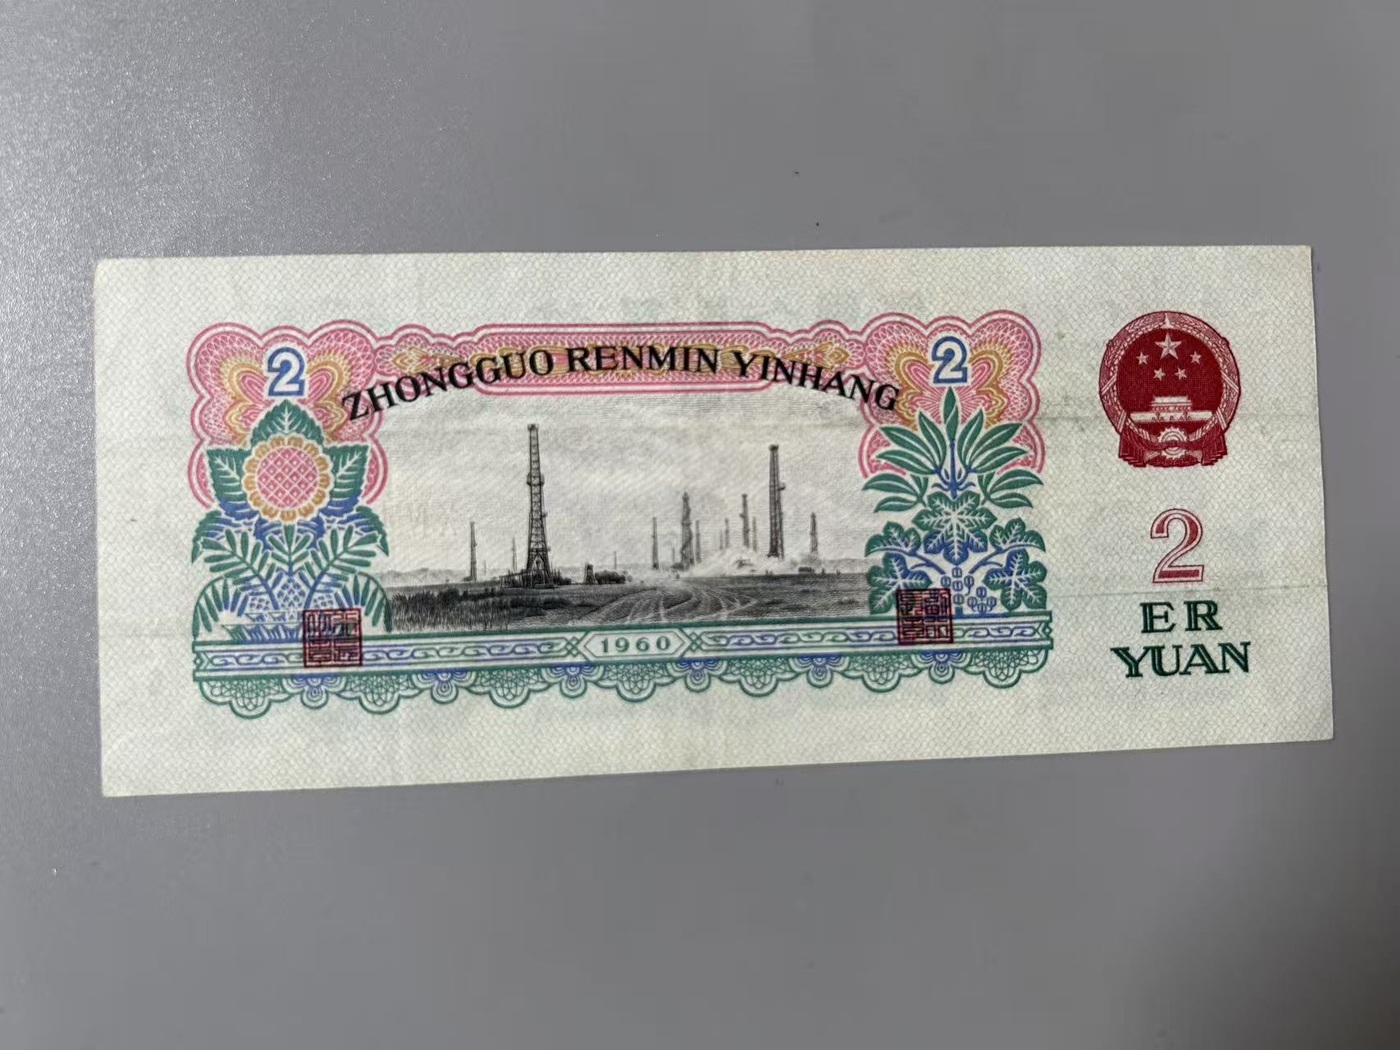 2
2
ZHONGGUO RENMIN YINHANG
1960
2
ER
YUAN